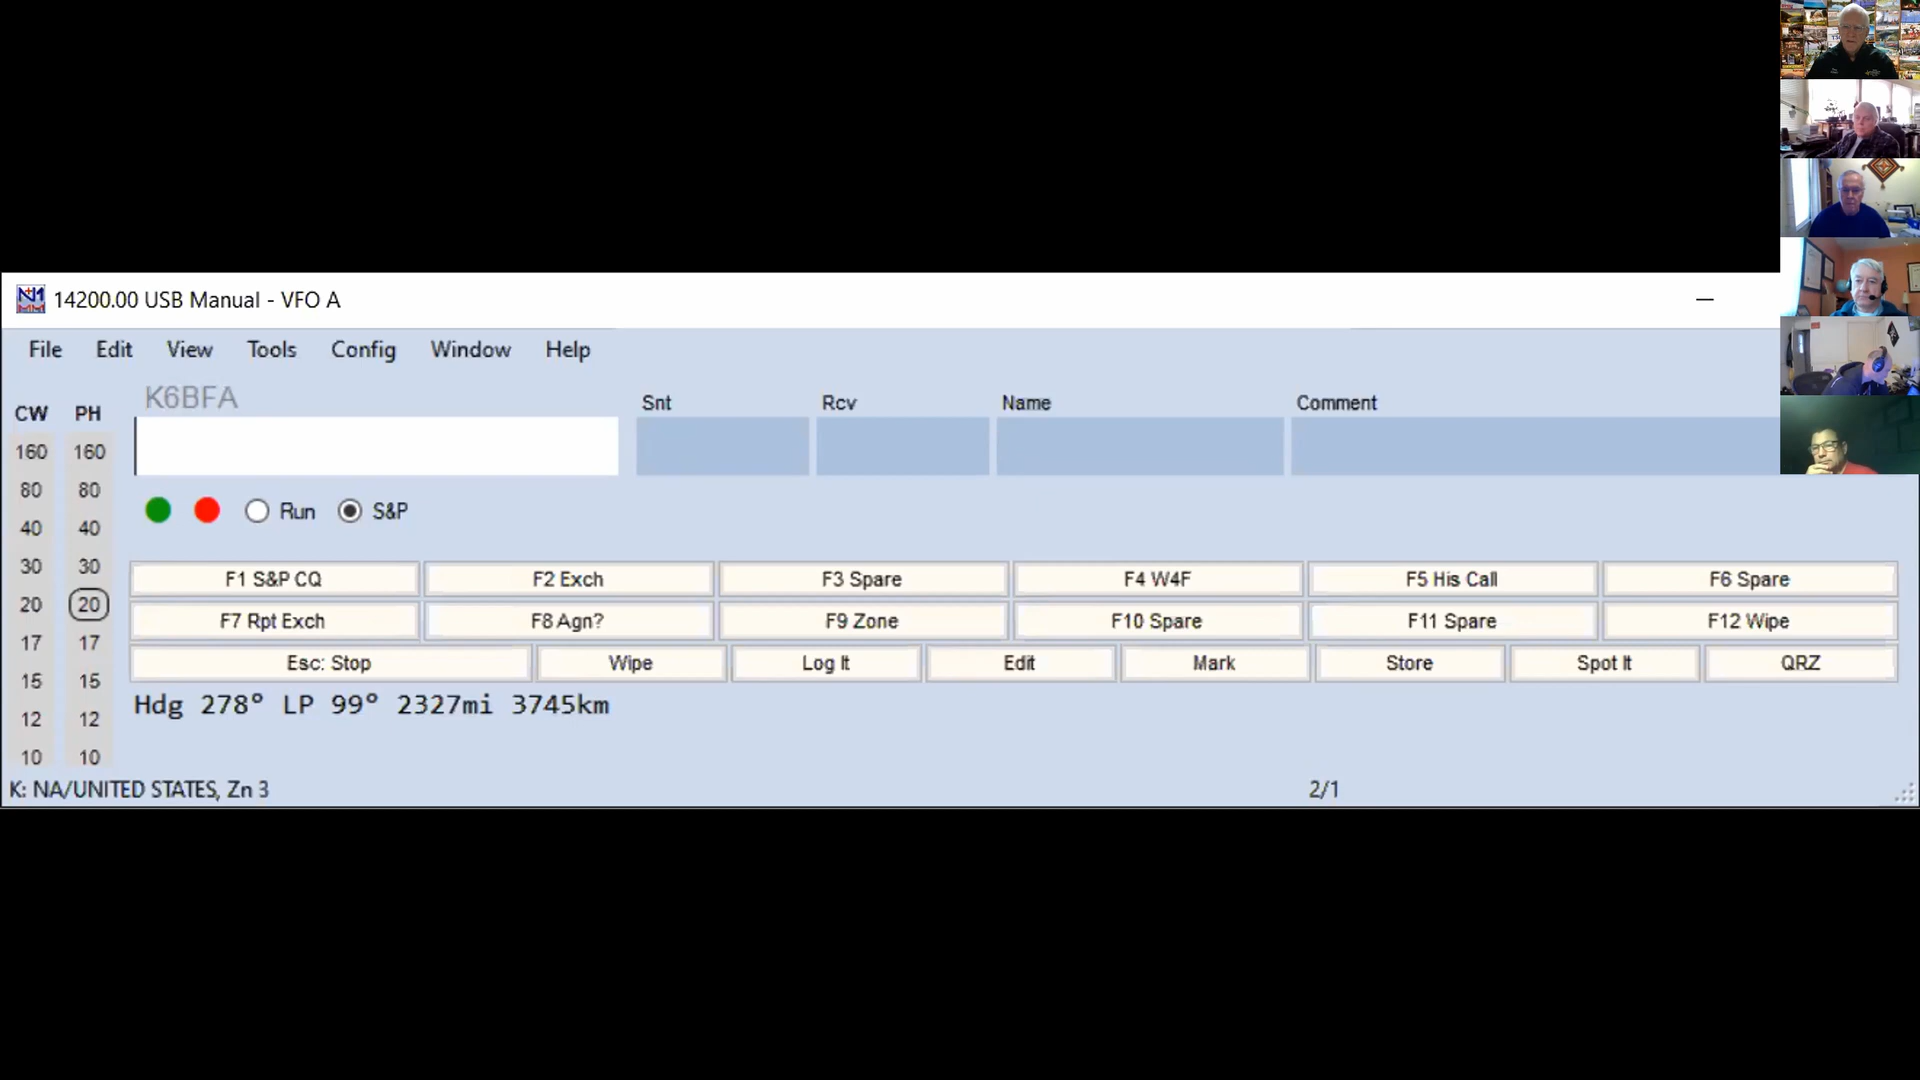 14200.00 USB Manual - VFO A
File Edit View Tools Config Window Help
K6BFA
Snt Rcv Name Comment
CW PH
160 160
80 80
40 40
30 30
20 20
17 17
15 15
12 12
10 10
Run S&P
F1 S&P CQ F2 Exch F3 Spare F4 W4F F5 His Call F6 Spare
F7 Rpt Exch F8 Agn? F9 Zone F10 Spare F11 Spare F12 Wipe
Esc: Stop Wipe Log It Edit Mark Store Spot It QRZ
Hdg 278° LP 99° 2327mi 3745km
K: NA/UNITED STATES, Zn 3 2/1